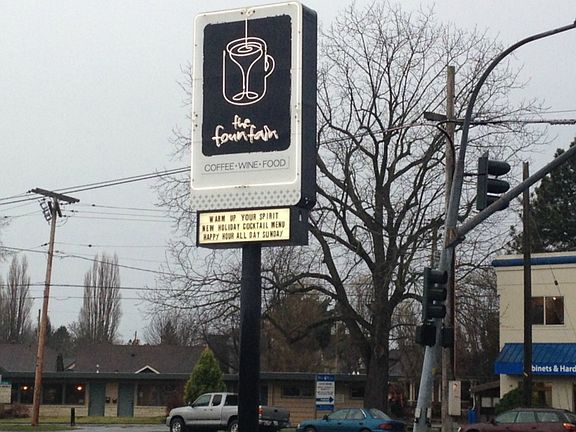 the
fountain
COFFEE • WINE • FOOD
WARM UP YOUR SPIRIT
NEW HOLIDAY COCKTAIL MENU
HAPPY HOUR ALL DAY SUNDAY
binets & Hard